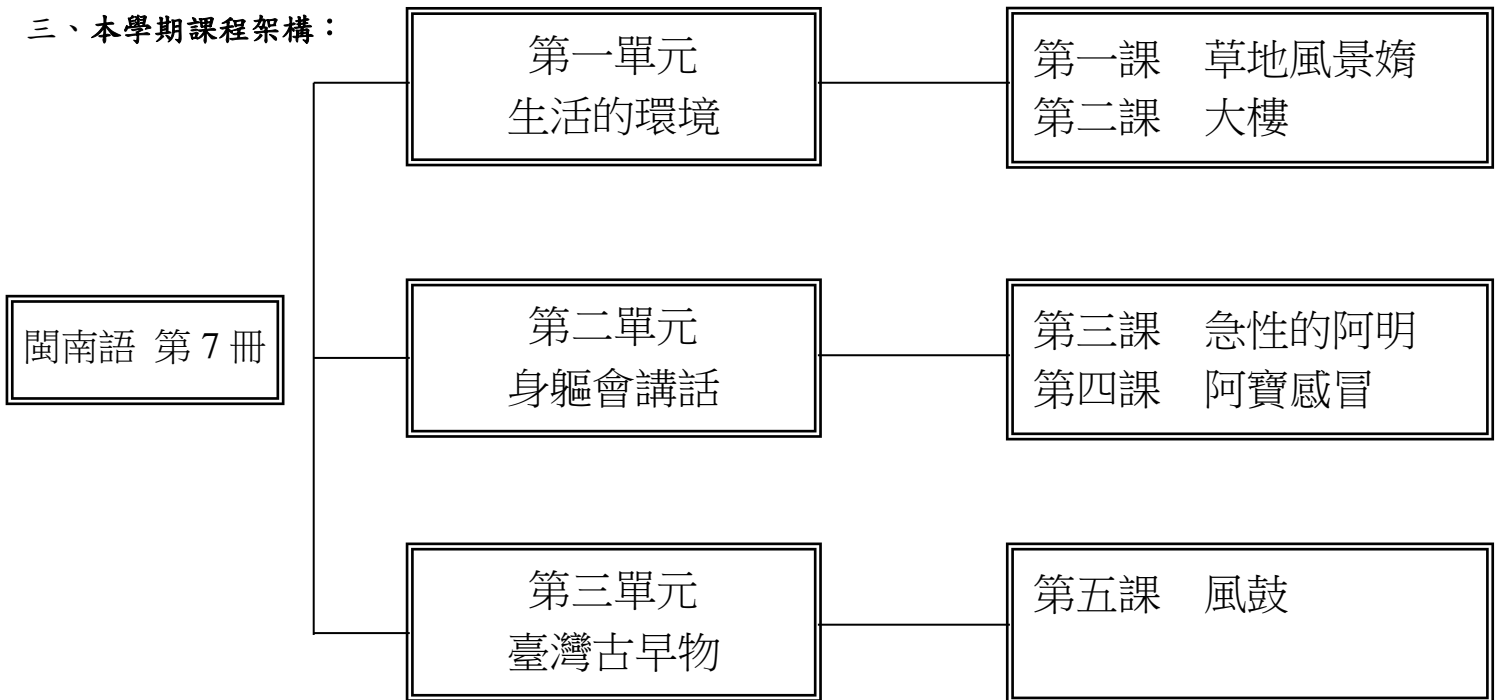 三、本學期課程架構：
第一單元
生活的環境
第一課　草地風景媠
第二課　大樓
閩南語 第 7 冊
第二單元
身軀會講話
第三課　急性的阿明
第四課　阿寶感冒
第三單元
臺灣古早物
第五課　風鼓